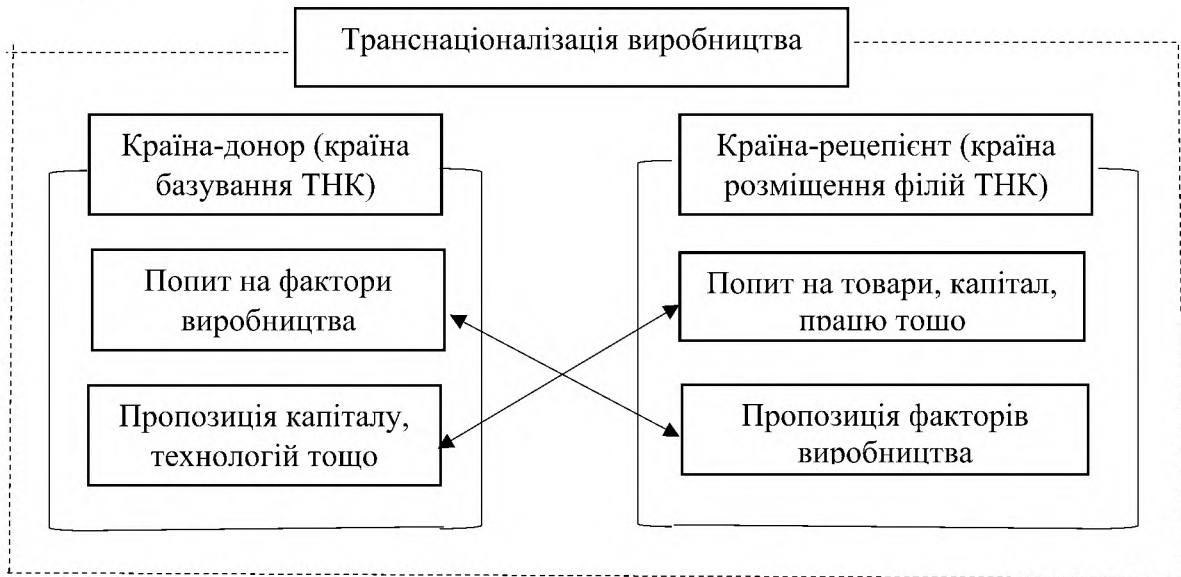 Транснаціоналізація виробництва
Країна-донор (країна
базування ТНК)
Попит на фактори
виробництва
Пропозиція капіталу,
технологій тощо
Країна-рецепієнт (країна
розміщення філій ТНК)
Попит на товари, капітал,
працю тощо
Пропозиція факторів
виробництва